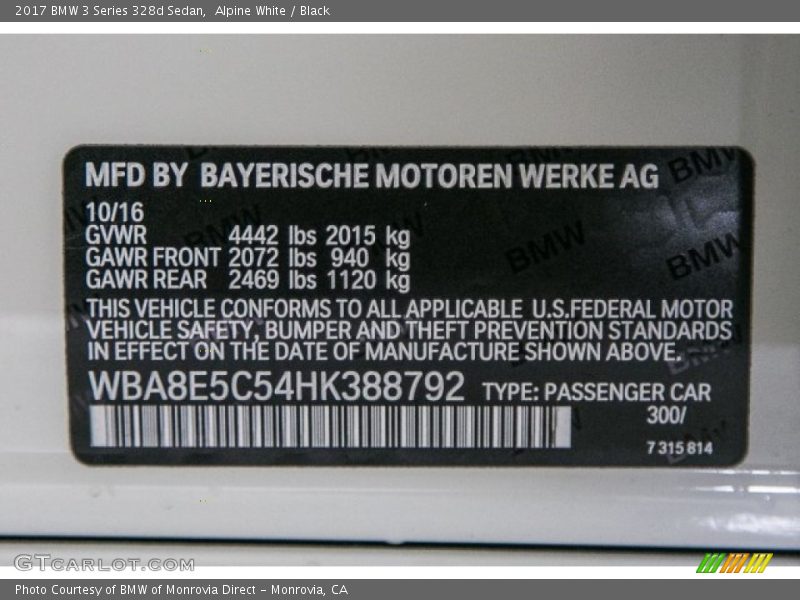 2017 BMW 3 Series 328d Sedan,  Alpine White / Black
MFD BY BAYERISCHE MOTOREN WERKE AG
10/16
GVWR 4442 lbs 2015 kg
GAWR FRONT 2072 lbs 940 kg
GAWR REAR 2469 lbs 1120 kg
THIS VEHICLE CONFORMS TO ALL APPLICABLE U.S.FEDERAL MOTOR
VEHICLE SAFETY, BUMPER AND THEFT PREVENTION STANDARDS
IN EFFECT ON THE DATE OF MANUFACTURE SHOWN ABOVE.
WBA8E5C54HK388792 TYPE: PASSENGER CAR
300/
7 315 814
BMW
BMW
BMW
BMW
GTCARLOT.COM
Photo Courtesy of BMW of Monrovia Direct – Monrovia, CA